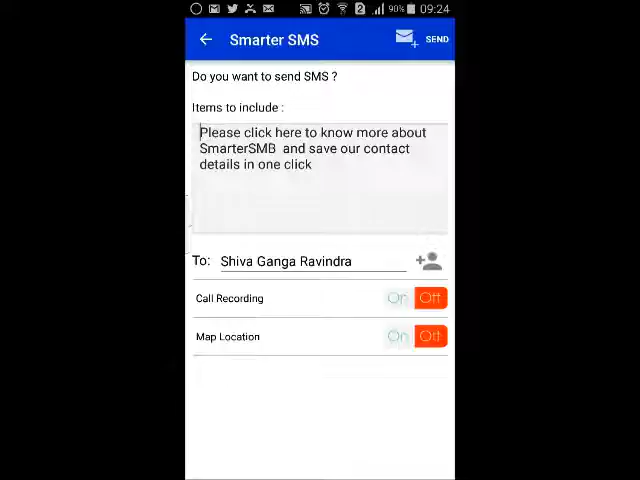 90% 09:24
Smarter SMS SEND
Do you want to send SMS ?
Items to include :
Please click here to know more about
SmarterSMB and save our contact
details in one click
To: Shiva Ganga Ravindra
Call Recording On Off
Map Location On Off